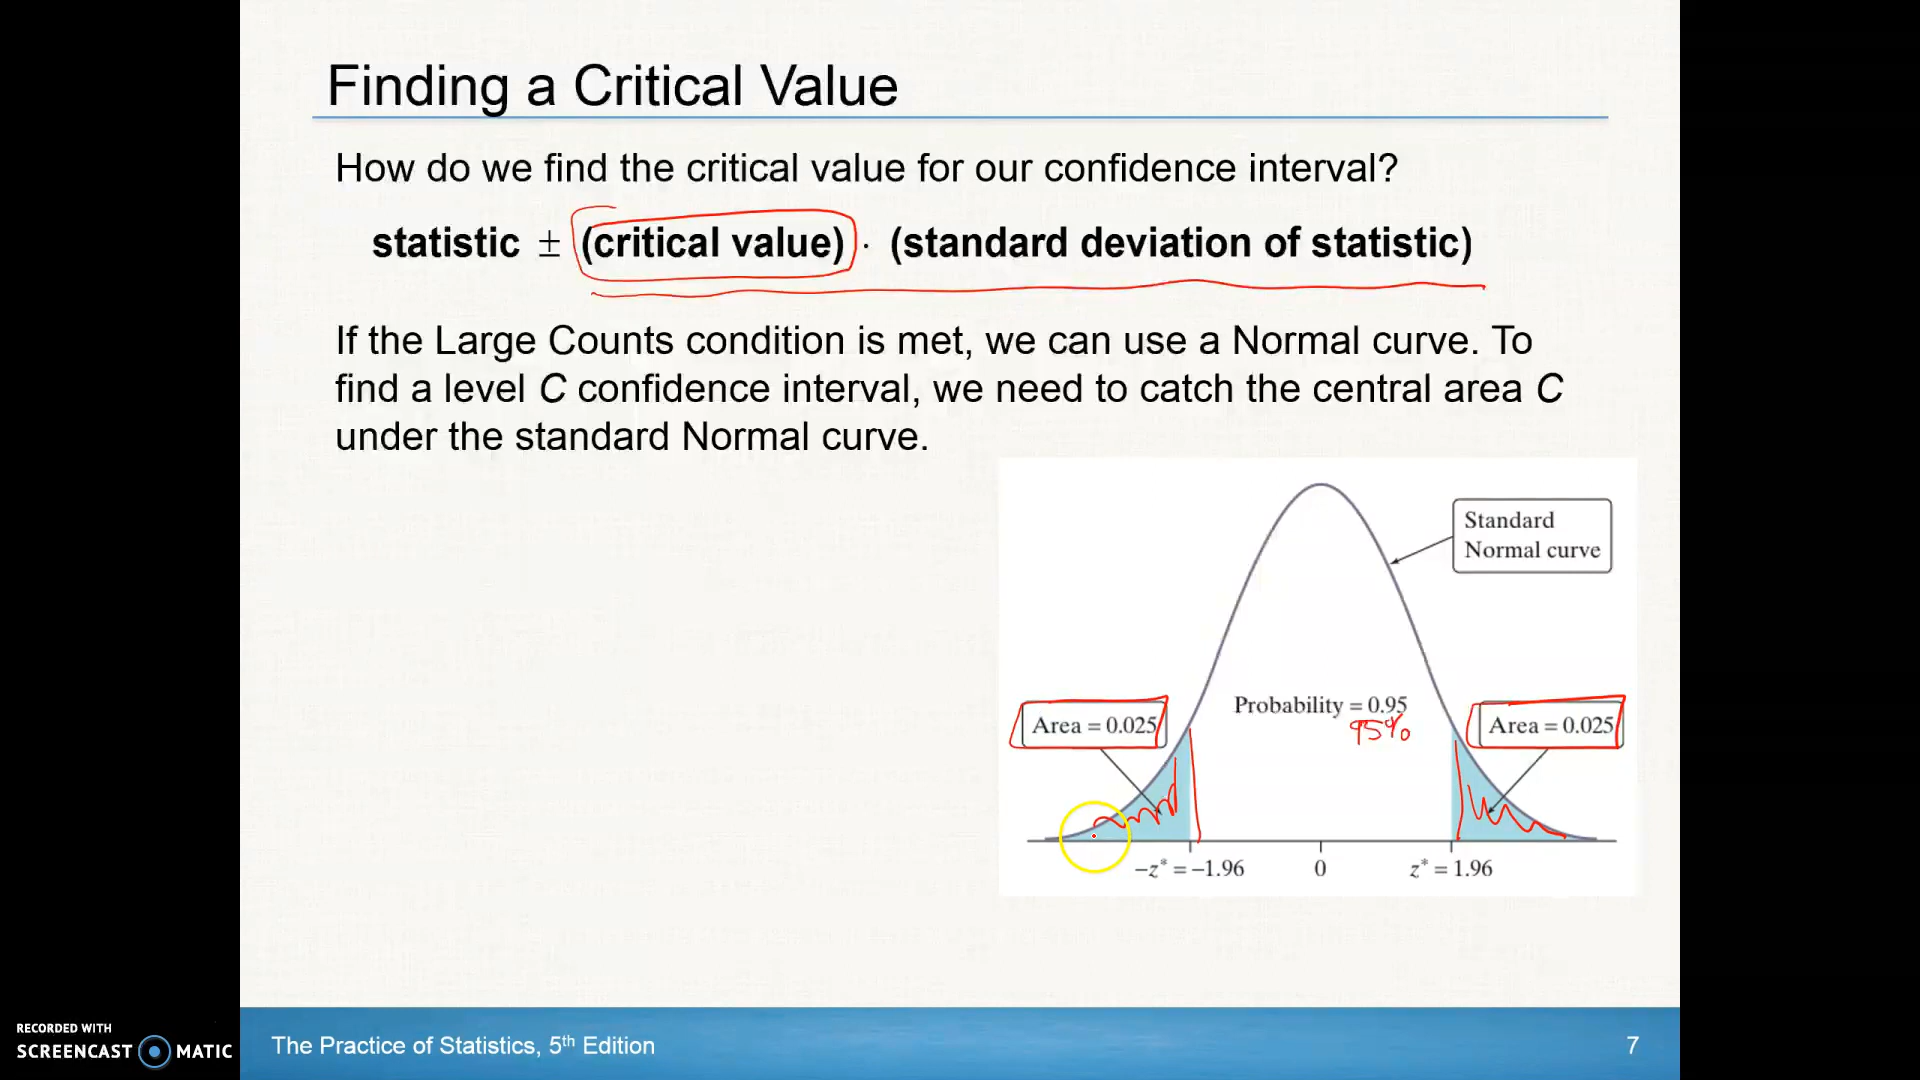 Finding a Critical Value
How do we find the critical value for our confidence interval?
statistic ± (critical value) · (standard deviation of statistic)
If the Large Counts condition is met, we can use a Normal curve. To
find a level C confidence interval, we need to catch the central area C
under the standard Normal curve.
Standard
Normal curve
Probability = 0.95
95%
Area = 0.025
Area = 0.025
–z* = –1.96
0
z* = 1.96
RECORDED WITH
SCREENCAST MATIC
The Practice of Statistics, 5th Edition
7